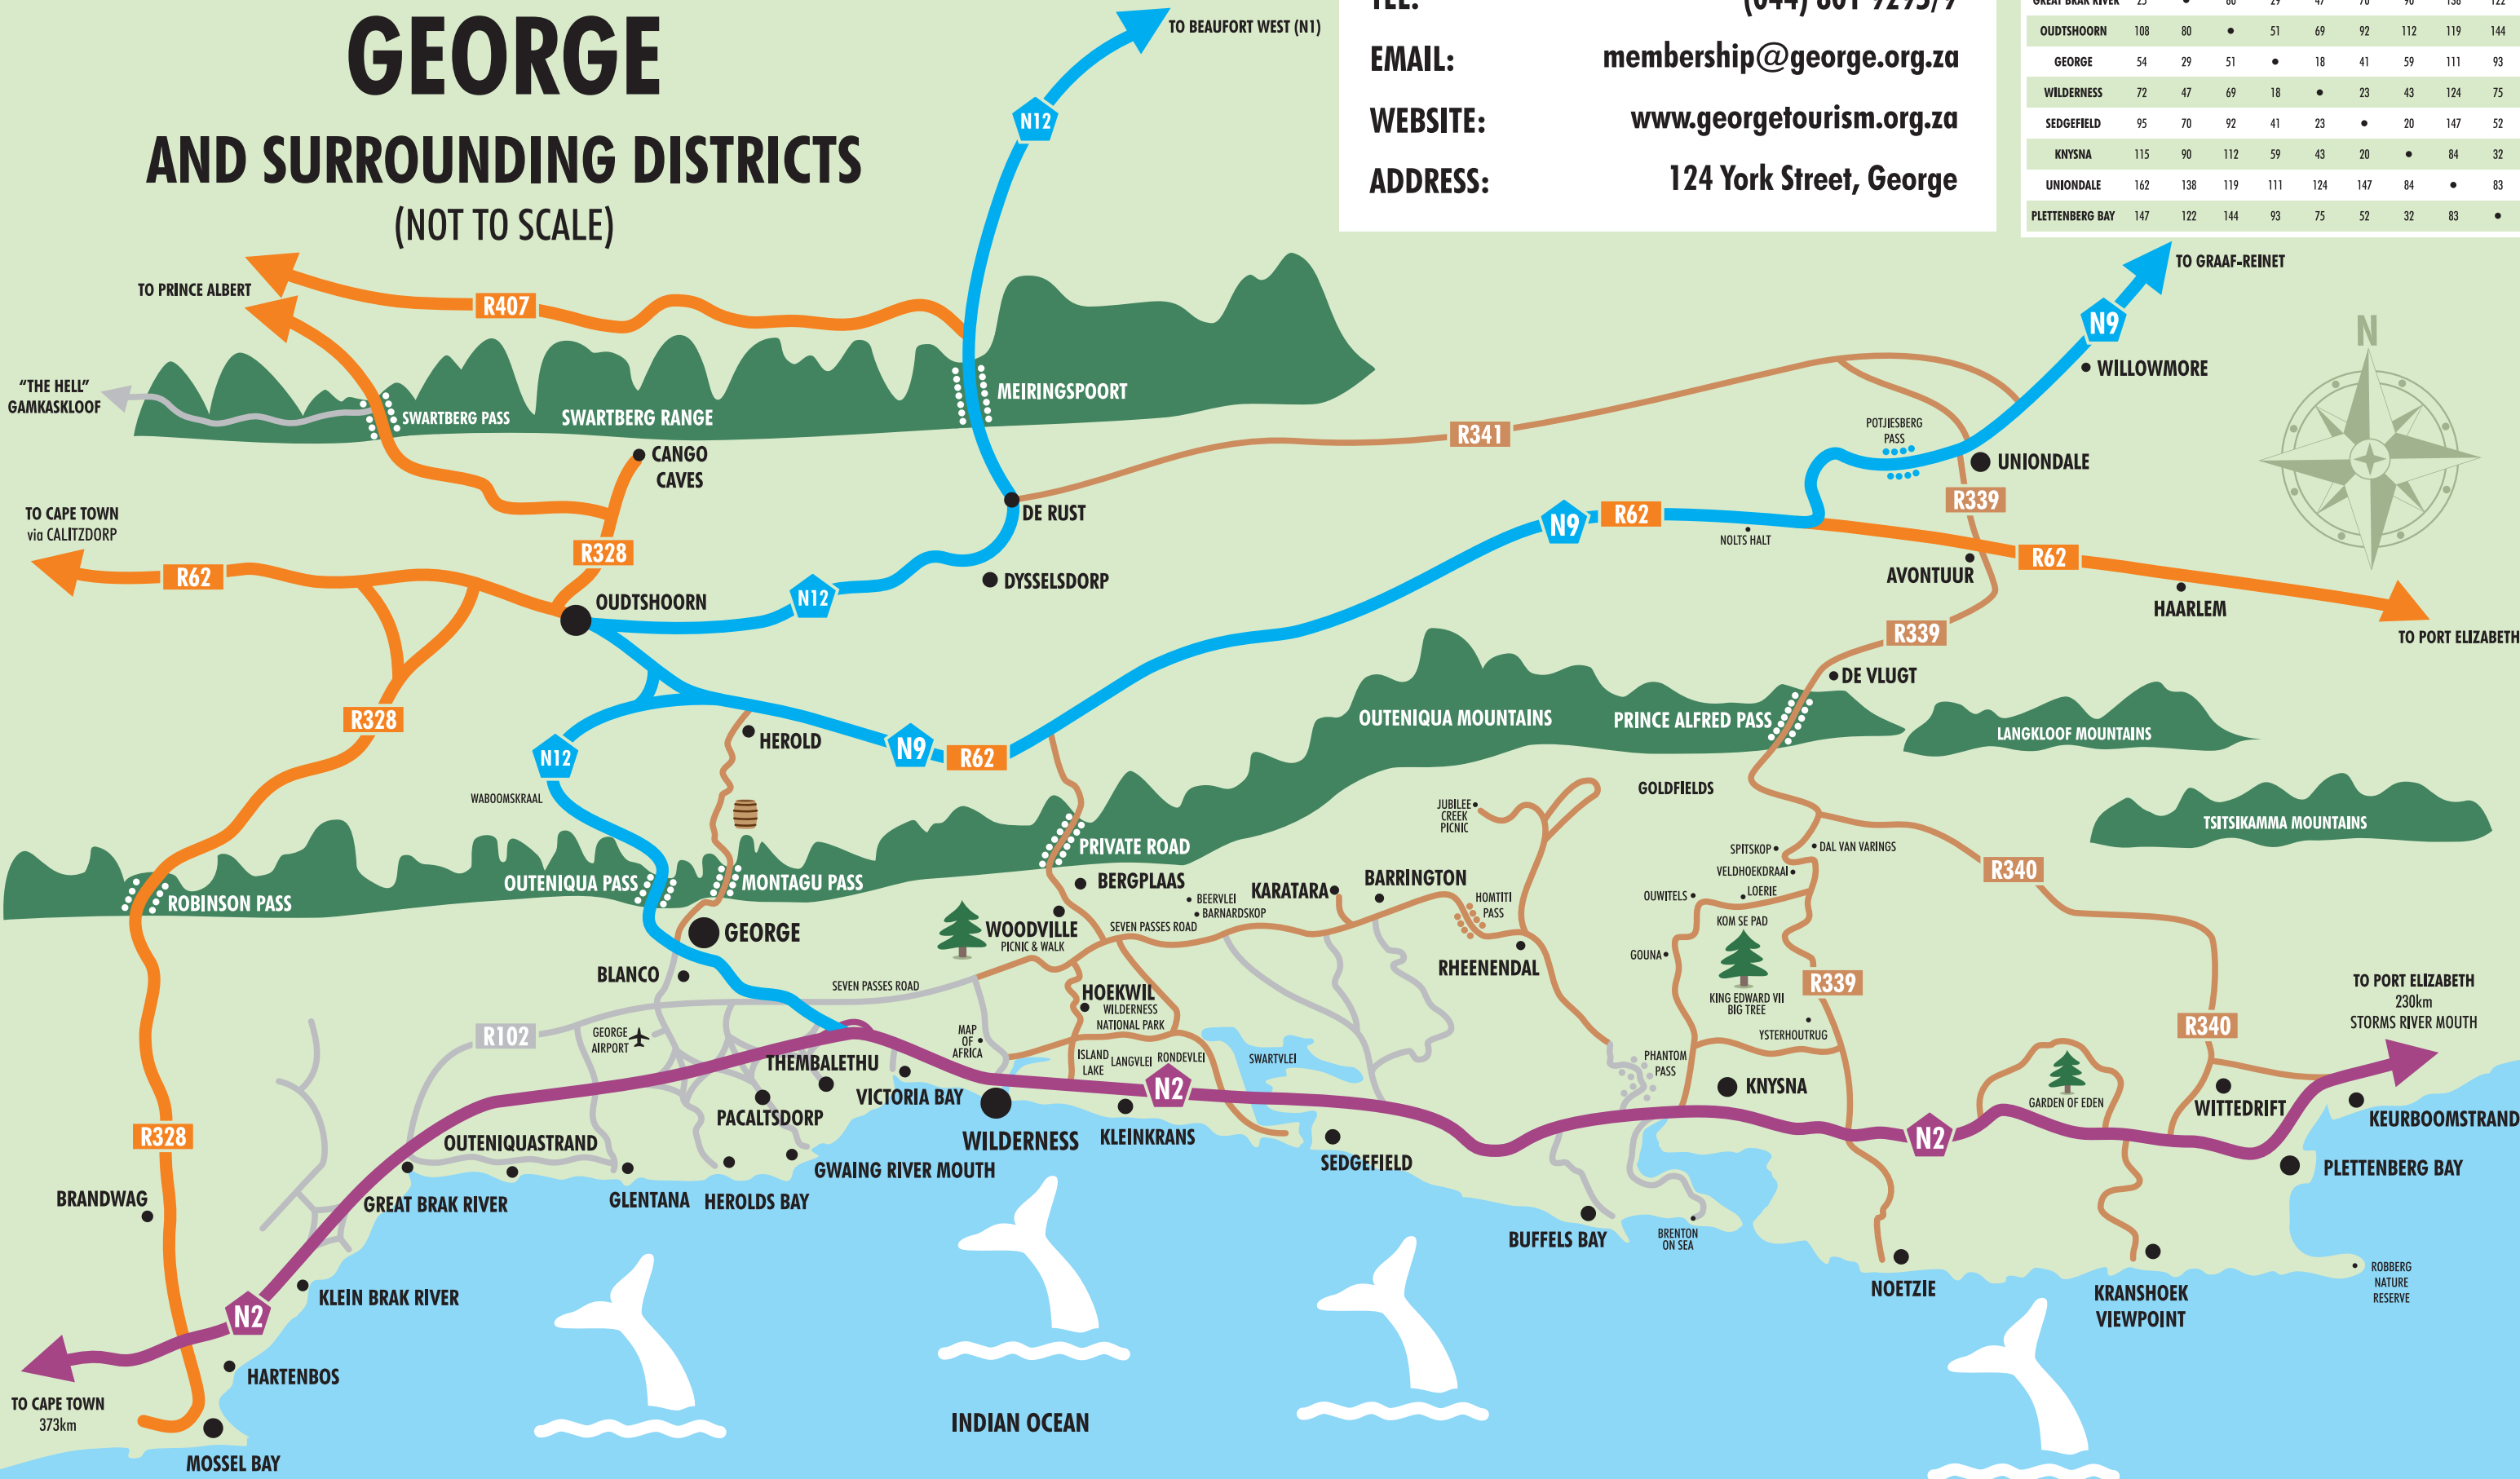 GEORGE
AND SURROUNDING DISTRICTS
(NOT TO SCALE)
EMAIL: membership@george.org.za
WEBSITE: www.georgetourism.org.za
ADDRESS: 124 York Street, George
OUDTSHOORN 108 80 • 51 69 92 112 119 144
GEORGE 54 29 51 • 18 41 59 111 93
WILDERNESS 72 47 69 18 • 23 43 124 75
SEDGEFIELD 95 70 92 41 23 • 20 147 52
KNYSNA 115 90 112 59 43 20 • 84 32
UNIONDALE 162 138 119 111 124 147 84 • 83
PLETTENBERG BAY 147 122 144 93 75 52 32 83 •
TO BEAUFORT WEST (N1)
N12
TO GRAAF-REINET
N9
WILLOWMORE
N
TO PRINCE ALBERT
R407
"THE HELL"
GAMKASKLOOF
SWARTBERG PASS
SWARTBERG RANGE
MEIRINGSPOORT
R341
POTJIESBERG
PASS
UNIONDALE
CANGO
CAVES
DE RUST
R339
TO CAPE TOWN
via CALITZDORP
R62
R328
OUDTSHOORN
N12
DYSSELSDORP
N9
R62
NOLTS HALT
AVONTUUR
R62
HAARLEM
TO PORT ELIZABETH
R339
DE VLUGT
R328
N12
HEROLD
N9
R62
OUTENIQUA MOUNTAINS
PRINCE ALFRED PASS
LANGKLOOF MOUNTAINS
WABOOMSKRAAL
GOLDFIELDS
JUBILEE
CREEK
PICNIC
TSITSIKAMMA MOUNTAINS
PRIVATE ROAD
SPITSKOP
DAL VAN VARINGS
VELDHOEKDRAAI
R340
ROBINSON PASS
OUTENIQUA PASS
MONTAGU PASS
BERGPLAAS
BEERVLEI
BARNARDSKOP
KARATARA
BARRINGTON
HOMTITI
PASS
OUWITELS
LOERIE
KOM SE PAD
GEORGE
WOODVILLE
PICNIC & WALK
SEVEN PASSES ROAD
BLANCO
SEVEN PASSES ROAD
RHEENENDAL
GOUNA
R339
KING EDWARD VII
BIG TREE
YSTERHOUTRUG
TO PORT ELIZABETH
230km
STORMS RIVER MOUTH
R340
HOEKWIL
WILDERNESS
NATIONAL PARK
R102
GEORGE
AIRPORT
MAP
OF
AFRICA
ISLAND
LAKE
LANGVLEI
RONDEVLEI
SWARTVLEI
PHANTOM
PASS
THEMBALETHU
VICTORIA BAY
PACALTSDORP
N2
KNYSNA
GARDEN OF EDEN
WITTEDRIFT
KEURBOOMSTRAND
R328
OUTENIQUASTRAND
WILDERNESS
KLEINKRANS
SEDGEFIELD
N2
PLETTENBERG BAY
GWAING RIVER MOUTH
BRANDWAG
GREAT BRAK RIVER
GLENTANA
HEROLDS BAY
BUFFELS BAY
BRENTON
ON SEA
NOETZIE
KRANSHOEK
VIEWPOINT
ROBBERG
NATURE
RESERVE
KLEIN BRAK RIVER
N2
HARTENBOS
TO CAPE TOWN
373km
MOSSEL BAY
INDIAN OCEAN